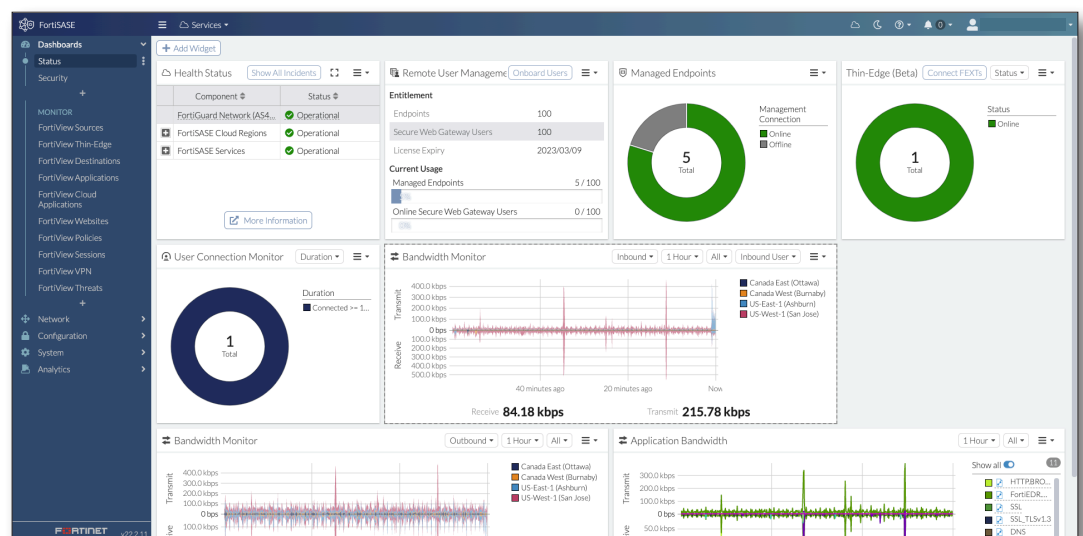 FortiSASE
Services
0
Dashboards
Status
Security
MONITOR
FortiView Sources
FortiView Thin-Edge
FortiView Destinations
FortiView Applications
FortiView Cloud
Applications
FortiView Websites
FortiView Policies
FortiView Sessions
FortiView VPN
FortiView Threats
Network
Configuration
System
Analytics
FORTINET v22.2.11
+ Add Widget
Health Status Show All Incidents
Component Status
FortiGuard Network (AS4... Operational
FortiSASE Cloud Regions Operational
FortiSASE Services Operational
More Information
Remote User Manageme Onboard Users
Entitlement
Endpoints 100
Secure Web Gateway Users 100
License Expiry 2023/03/09
Current Usage
Managed Endpoints 5 / 100
Online Secure Web Gateway Users 0 / 100
0%
Managed Endpoints
5
Total
Management
Connection
Online
Offline
Thin-Edge (Beta) Connect FEXTs Status
1
Total
Status
Online
User Connection Monitor Duration
1
Total
Duration
Connected >= 1...
Bandwidth Monitor Inbound 1 Hour All Inbound User
Transmit
400.0 kbps
300.0 kbps
200.0 kbps
100.0 kbps
0 bps
Receive
100.0 kbps
200.0 kbps
300.0 kbps
400.0 kbps
500.0 kbps
40 minutes ago 20 minutes ago Now
Canada East (Ottawa)
Canada West (Burnaby)
US-East-1 (Ashburn)
US-West-1 (San Jose)
Receive 84.18 kbps Transmit 215.78 kbps
Bandwidth Monitor Outbound 1 Hour All
Transmit
400.0 kbps
300.0 kbps
200.0 kbps
100.0 kbps
0 bps
100.0 kbps
Canada East (Ottawa)
Canada West (Burnaby)
US-East-1 (Ashburn)
US-West-1 (San Jose)
Application Bandwidth 1 Hour All
Transmit
300.0 kbps
200.0 kbps
100.0 kbps
0 bps
50.0 kbps
Show all 11
HTTP.BRO...
FortiEDR,...
SSL
SSL_TLSv1.3
DNS